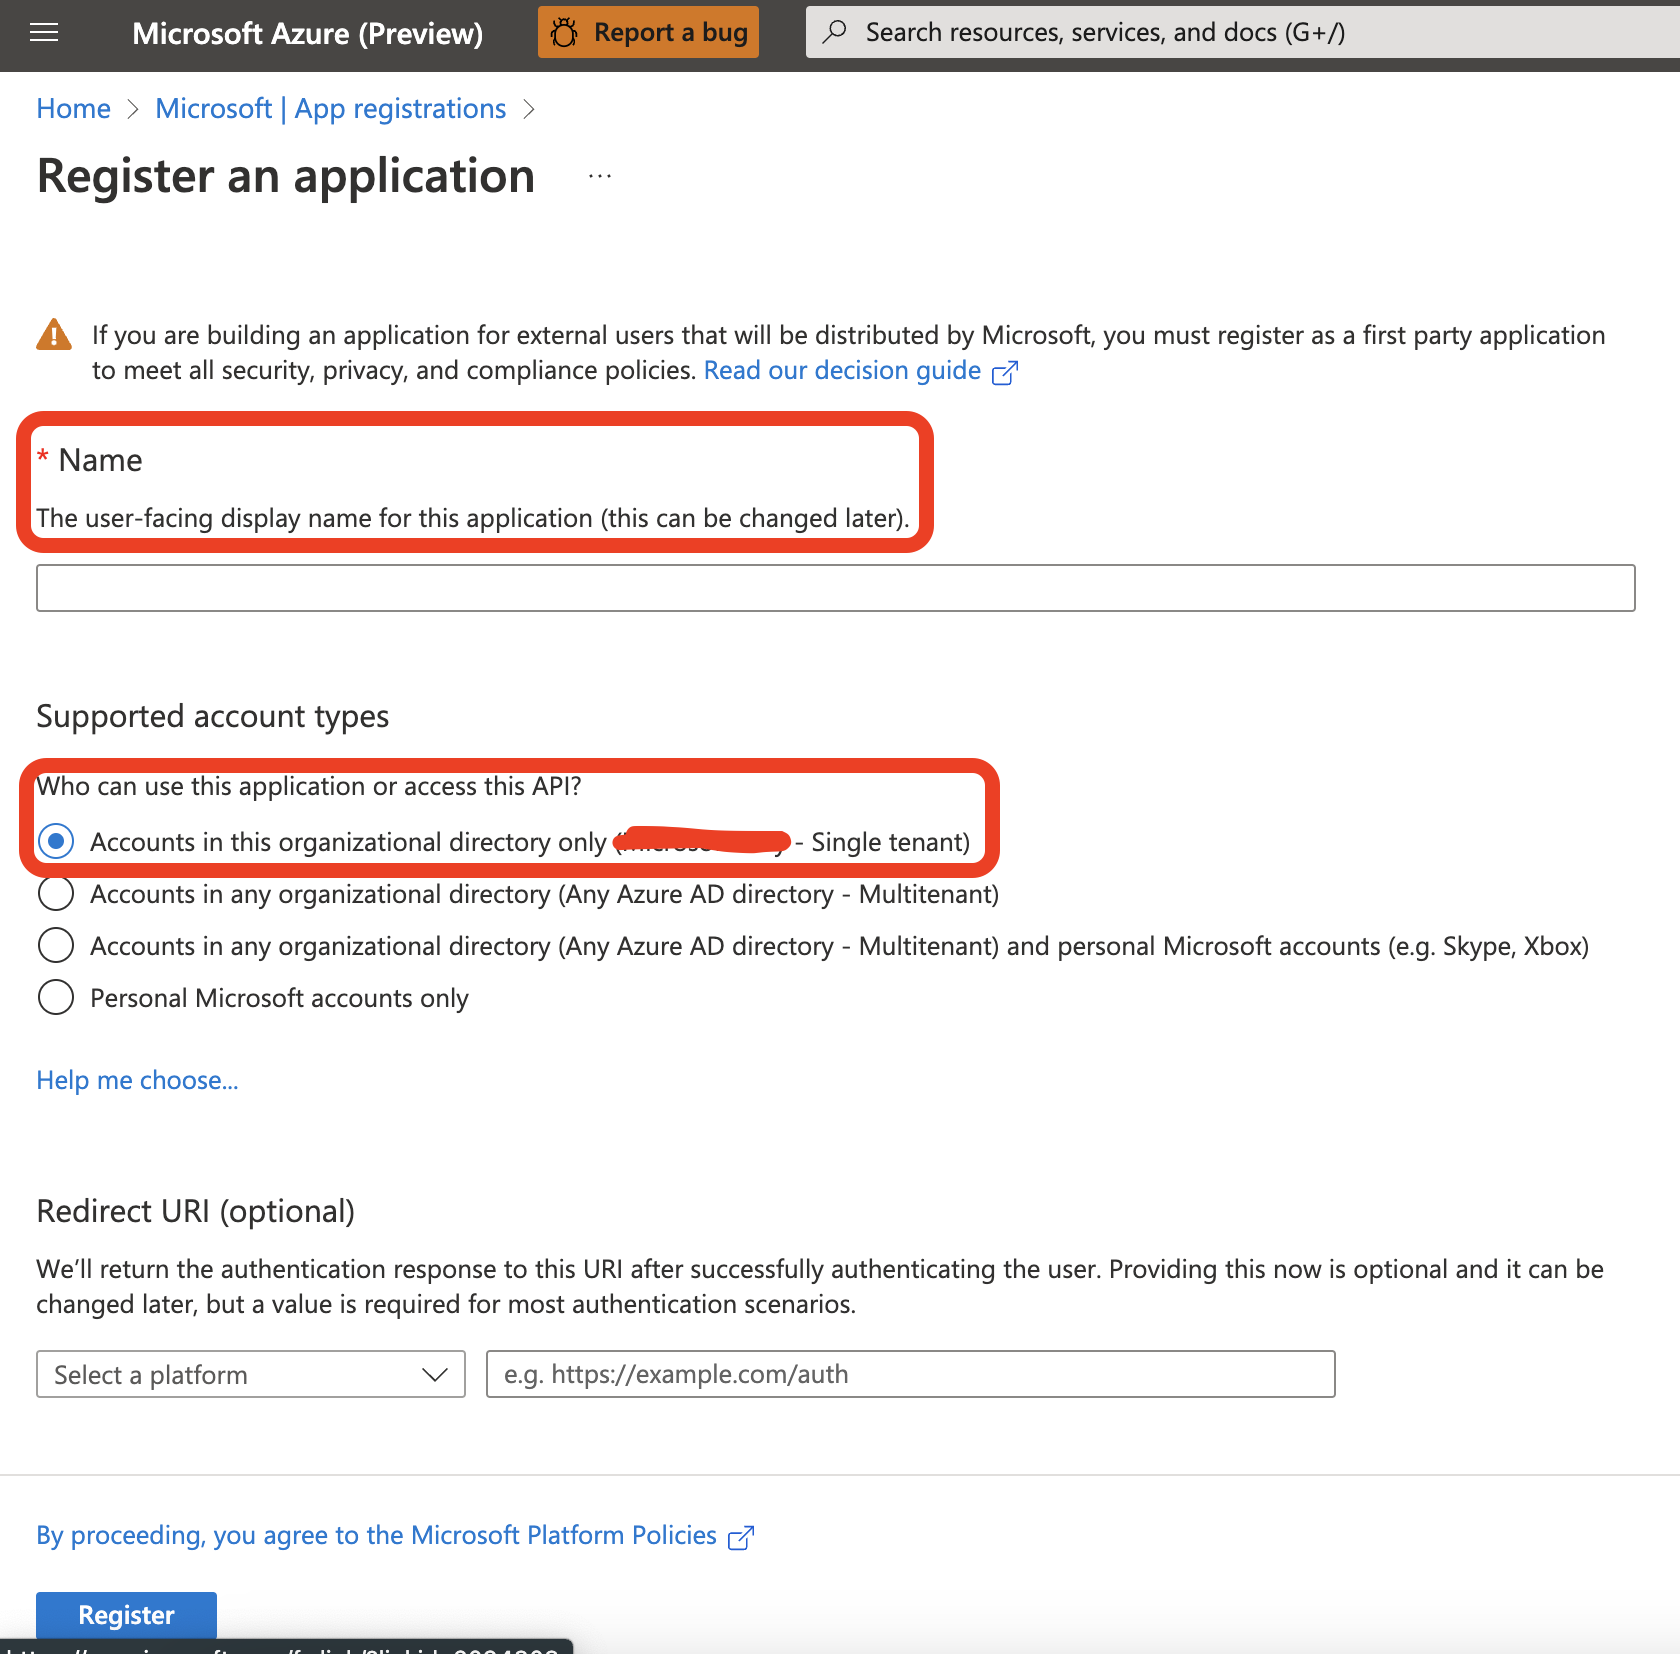 Microsoft Azure (Preview)
Report a bug
Search resources, services, and docs (G+/)
Home > Microsoft | App registrations >
Register an application ...
If you are building an application for external users that will be distributed by Microsoft, you must register as a first party application
to meet all security, privacy, and compliance policies. Read our decision guide
* Name
The user-facing display name for this application (this can be changed later).
Supported account types
Who can use this application or access this API?
Accounts in this organizational directory only ( - Single tenant)
Accounts in any organizational directory (Any Azure AD directory - Multitenant)
Accounts in any organizational directory (Any Azure AD directory - Multitenant) and personal Microsoft accounts (e.g. Skype, Xbox)
Personal Microsoft accounts only
Help me choose...
Redirect URI (optional)
We'll return the authentication response to this URI after successfully authenticating the user. Providing this now is optional and it can be
changed later, but a value is required for most authentication scenarios.
Select a platform
e.g. https://example.com/auth
By proceeding, you agree to the Microsoft Platform Policies
Register